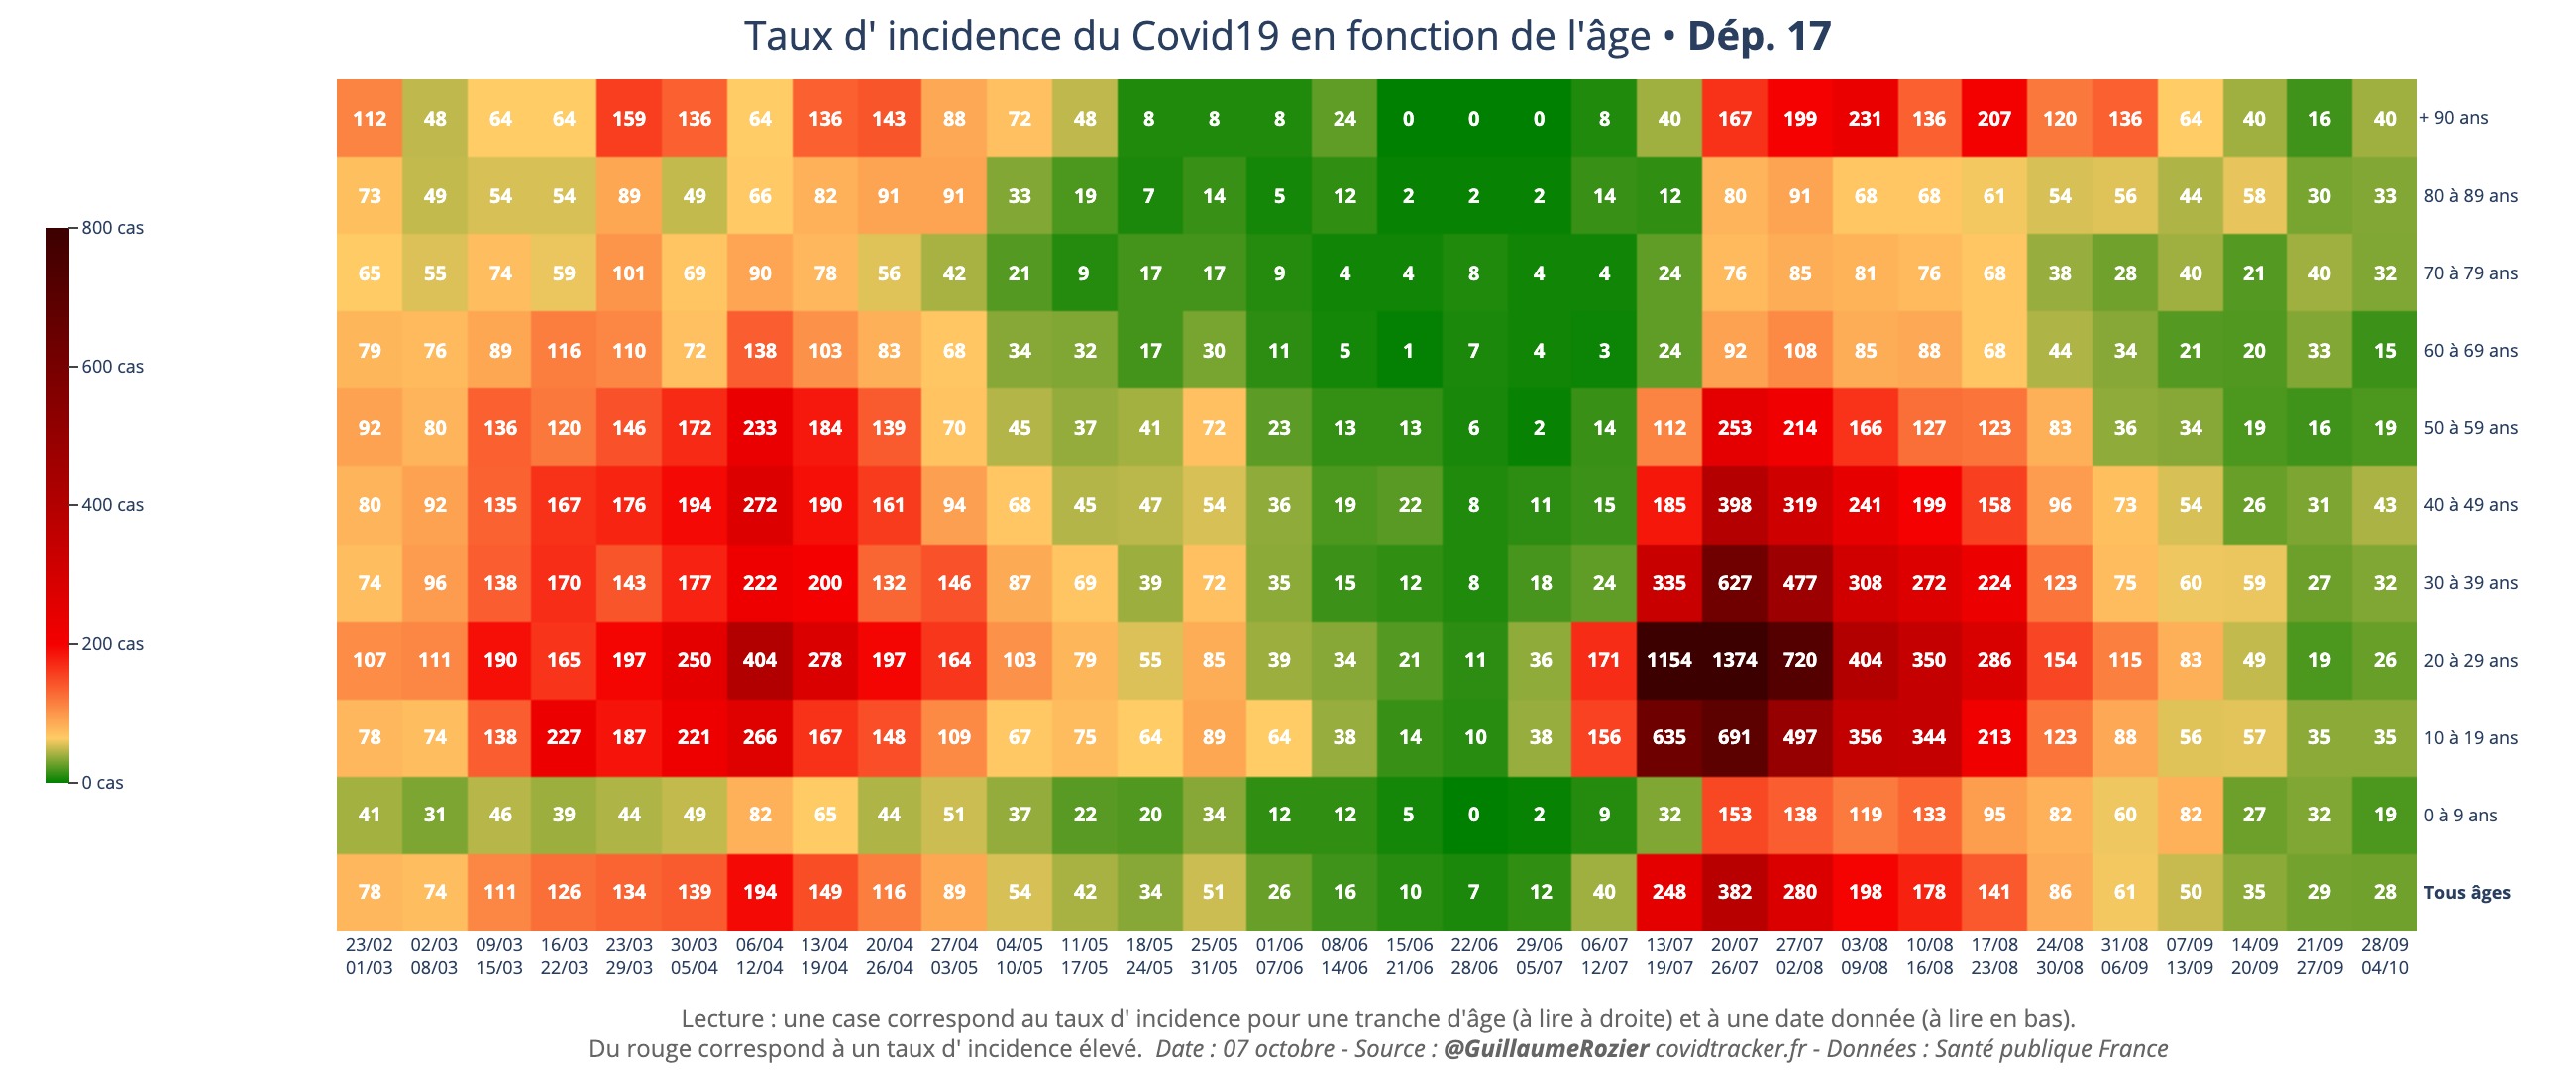 Taux d' incidence du Covid19 en fonction de l'âge • Dép. 17
800 cas
600 cas
400 cas
200 cas
0 cas
112 48 64 64 159 136 64 136 143 88 72 48 8 8 8 24 0 0 0 8 40 167 199 231 136 207 120 136 64 40 16 40 + 90 ans
73 49 54 54 89 49 66 82 91 91 33 19 7 14 5 12 2 2 2 14 12 80 91 68 68 61 54 56 44 58 30 33 80 à 89 ans
65 55 74 59 101 69 90 78 56 42 21 9 17 17 9 4 4 8 4 4 24 76 85 81 76 68 38 28 40 21 40 32 70 à 79 ans
79 76 89 116 110 72 138 103 83 68 34 32 17 30 11 5 1 7 4 3 24 92 108 85 88 68 44 34 21 20 33 15 60 à 69 ans
92 80 136 120 146 172 233 184 139 70 45 37 41 72 23 13 13 6 2 14 112 253 214 166 127 123 83 36 34 19 16 19 50 à 59 ans
80 92 135 167 176 194 272 190 161 94 68 45 47 54 36 19 22 8 11 15 185 398 319 241 199 158 96 73 54 26 31 43 40 à 49 ans
74 96 138 170 143 177 222 200 132 146 87 69 39 72 35 15 12 8 18 24 335 627 477 308 272 224 123 75 60 59 27 32 30 à 39 ans
107 111 190 165 197 250 404 278 197 164 103 79 55 85 39 34 21 11 36 171 1154 1374 720 404 350 286 154 115 83 49 19 26 20 à 29 ans
78 74 138 227 187 221 266 167 148 109 67 75 64 89 64 38 14 10 38 156 635 691 497 356 344 213 123 88 56 57 35 35 10 à 19 ans
41 31 46 39 44 49 82 65 44 51 37 22 20 34 12 12 5 0 2 9 32 153 138 119 133 95 82 60 82 27 32 19 0 à 9 ans
78 74 111 126 134 139 194 149 116 89 54 42 34 51 26 16 10 7 12 40 248 382 280 198 178 141 86 61 50 35 29 28 Tous âges
23/02 02/03 09/03 16/03 23/03 30/03 06/04 13/04 20/04 27/04 04/05 11/05 18/05 25/05 01/06 08/06 15/06 22/06 29/06 06/07 13/07 20/07 27/07 03/08 10/08 17/08 24/08 31/08 07/09 14/09 21/09 28/09
01/03 08/03 15/03 22/03 29/03 05/04 12/04 19/04 26/04 03/05 10/05 17/05 24/05 31/05 07/06 14/06 21/06 28/06 05/07 12/07 19/07 26/07 02/08 09/08 16/08 23/08 30/08 06/09 13/09 20/09 27/09 04/10
Lecture : une case correspond au taux d' incidence pour une tranche d'âge (à lire à droite) et à une date donnée (à lire en bas).
Du rouge correspond à un taux d' incidence élevé. Date : 07 octobre - Source : @GuillaumeRozier covidtracker.fr - Données : Santé publique France